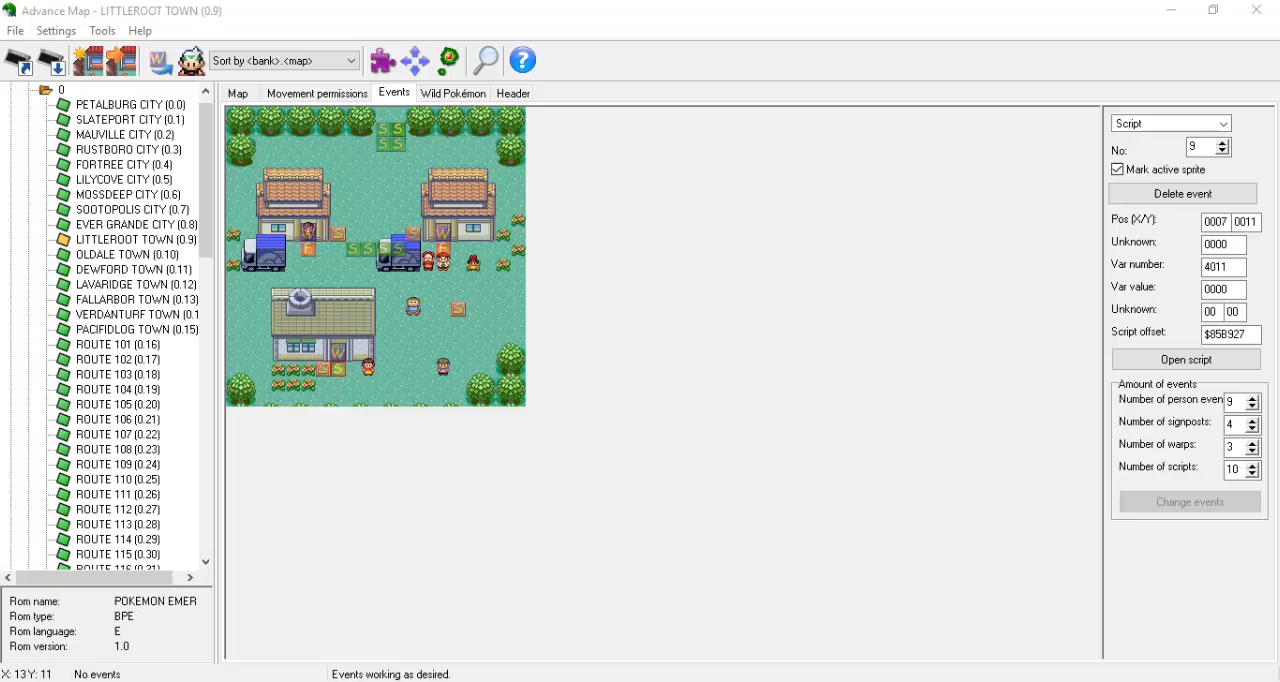 Advance Map - LITTLEROOT TOWN (0.9)
File Settings Tools Help
Sort by <bank>.<map>
0
PETALBURG CITY (0.0)
SLATEPORT CITY (0.1)
MAUVILLE CITY (0.2)
RUSTBORO CITY (0.3)
FORTREE CITY (0.4)
LILYCOVE CITY (0.5)
MOSSDEEP CITY (0.6)
SOOTOPOLIS CITY (0.7)
EVER GRANDE CITY (0.8)
LITTLEROOT TOWN (0.9)
OLDALE TOWN (0.10)
DEWFORD TOWN (0.11)
LAVARIDGE TOWN (0.12)
FALLARBOR TOWN (0.13)
VERDANTURF TOWN (0.1
PACIFIDLOG TOWN (0.15)
ROUTE 101 (0.16)
ROUTE 102 (0.17)
ROUTE 103 (0.18)
ROUTE 104 (0.19)
ROUTE 105 (0.20)
ROUTE 106 (0.21)
ROUTE 107 (0.22)
ROUTE 108 (0.23)
ROUTE 109 (0.24)
ROUTE 110 (0.25)
ROUTE 111 (0.26)
ROUTE 112 (0.27)
ROUTE 113 (0.28)
ROUTE 114 (0.29)
ROUTE 115 (0.30)
ROUTE 116 (0.31)
Rom name: POKEMON EMER
Rom type: BPE
Rom language: E
Rom version: 1.0
Map Movement permissions Events Wild Pokémon Header
S S
S S
S S W
F S S S S F
S
W
S S
Script
No: 9
Mark active sprite
Delete event
Pos (X/Y): 0007 0011
Unknown: 0000
Var number: 4011
Var value: 0000
Unknown: 00 00
Script offset: $85B927
Open script
Amount of events
Number of person even 9
Number of signposts: 4
Number of warps: 3
Number of scripts: 10
Change events
X: 13 Y: 11 No events Events working as desired.